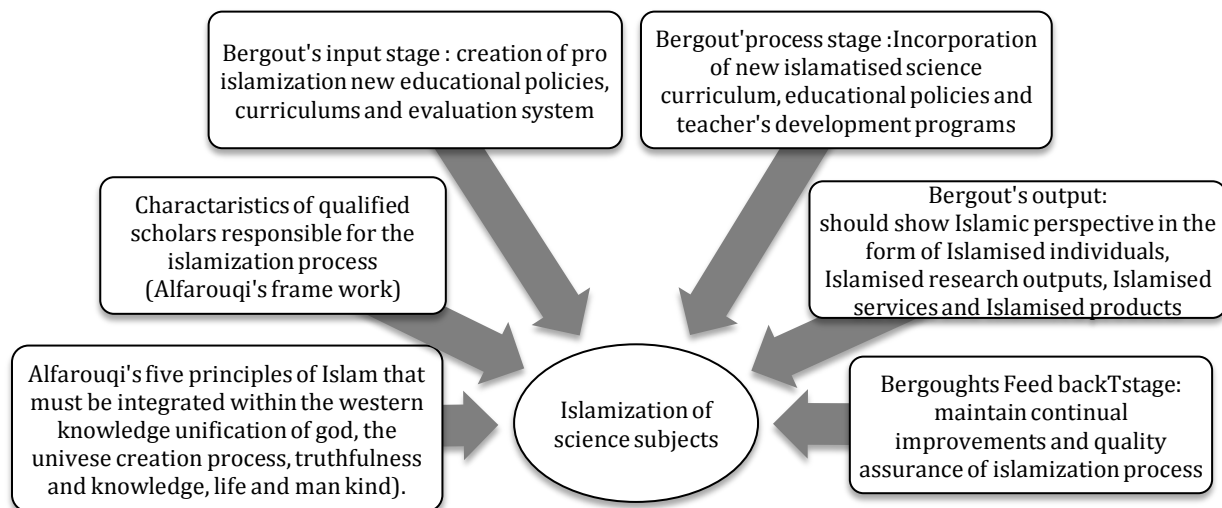 Bergout's input stage : creation of pro
islamization new educational policies,
curriculums and evaluation system
Bergout'process stage :Incorporation
of new islamatised science
curriculum, educational policies and
teacher's development programs
Charactaristics of qualified
scholars responsible for the
islamization process
(Alfarouqi's frame work)
Bergout's output:
should show Islamic perspective in the
form of Islamised individuals,
Islamised research outputs, Islamised
services and Islamised products
Alfarouqi's five principles of Islam that
must be integrated within the western
knowledge unification of god, the
univese creation process, truthfulness
and knowledge, life and man kind).
Islamization of
science subjects
Bergoughts Feed backTstage:
maintain continual
improvements and quality
assurance of islamization process